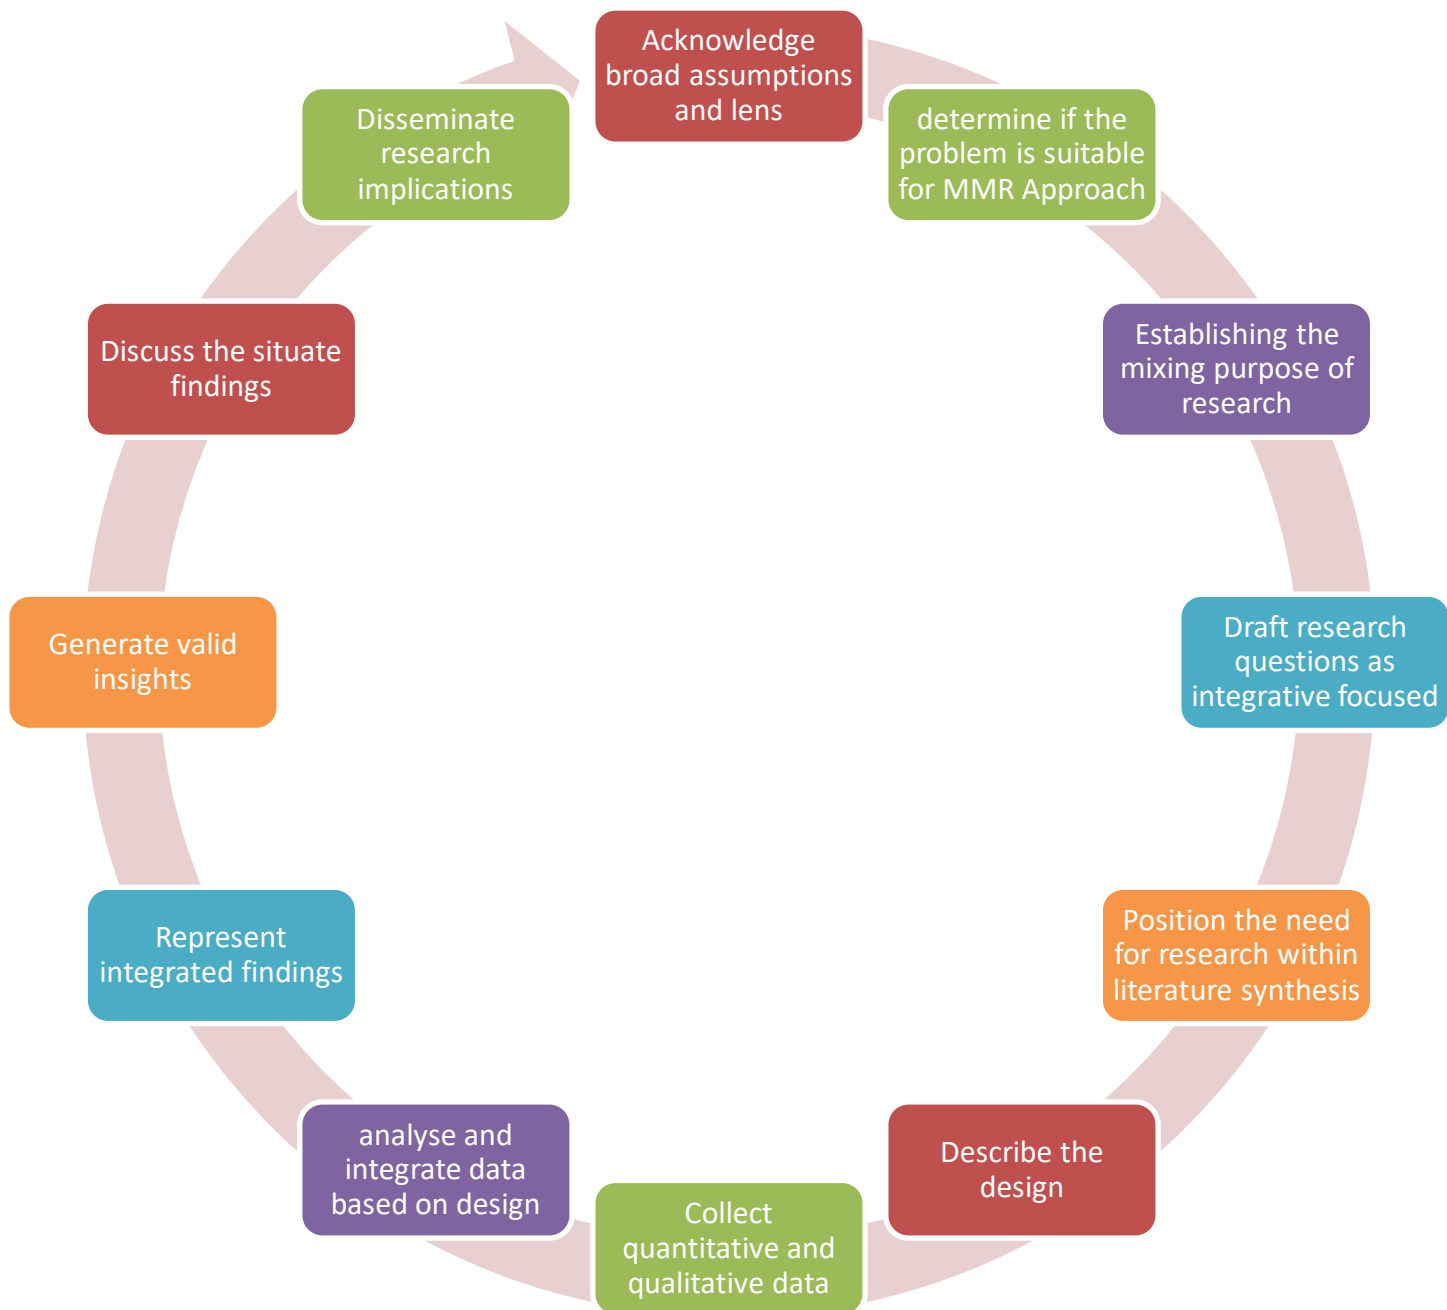 Acknowledge
broad assumptions
and lens
determine if the
problem is suitable
for MMR Approach
Establishing the
mixing purpose of
research
Draft research
questions as
integrative focused
Position the need
for research within
literature synthesis
Describe the
design
Collect
quantitative and
qualitative data
analyse and
integrate data
based on design
Represent
integrated findings
Generate valid
insights
Discuss the situate
findings
Disseminate
research
implications